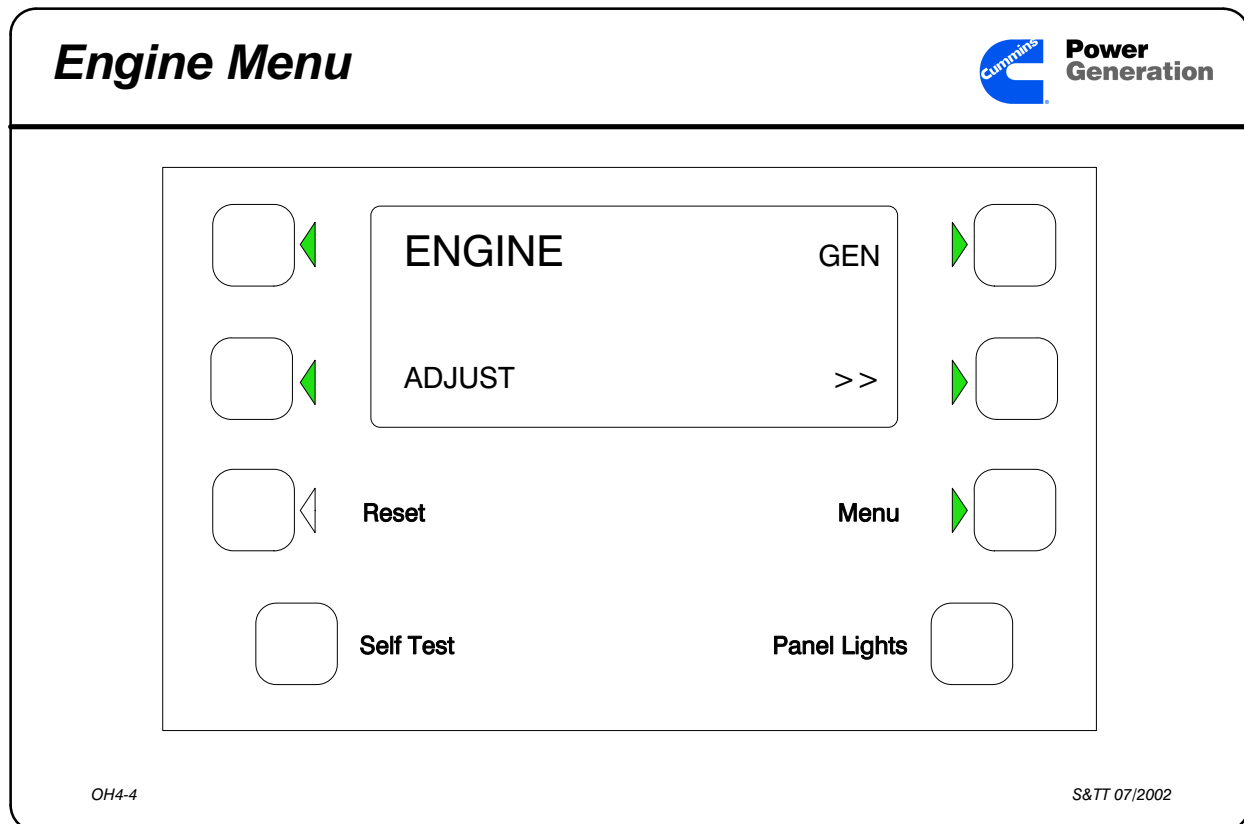 Engine Menu
Cummins
Power
Generation
ENGINE GEN
ADJUST >>
Reset Menu
Self Test Panel Lights
OH4-4 S&TT 07/2002